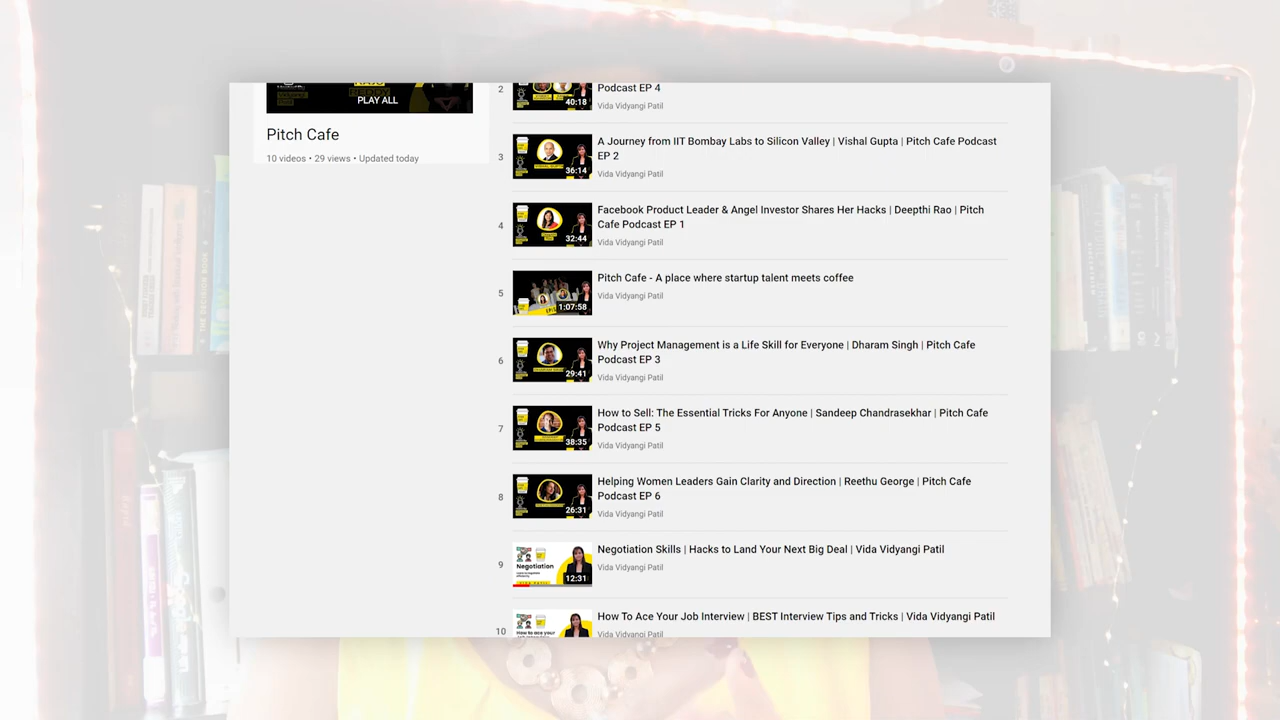 PLAY ALL
Pitch Cafe
10 videos • 29 views • Updated today
2
Podcast EP 4
40:18
Vida Vidyangi Patil
3
A Journey from IIT Bombay Labs to Silicon Valley | Vishal Gupta | Pitch Cafe Podcast
EP 2
36:14
Vida Vidyangi Patil
4
Facebook Product Leader & Angel Investor Shares Her Hacks | Deepthi Rao | Pitch
Cafe Podcast EP 1
32:44
Vida Vidyangi Patil
5
Pitch Cafe - A place where startup talent meets coffee
1:07:58
Vida Vidyangi Patil
6
Why Project Management is a Life Skill for Everyone | Dharam Singh | Pitch Cafe
Podcast EP 3
29:41
Vida Vidyangi Patil
7
How to Sell: The Essential Tricks For Anyone | Sandeep Chandrasekhar | Pitch Cafe
Podcast EP 5
38:35
Vida Vidyangi Patil
8
Helping Women Leaders Gain Clarity and Direction | Reethu George | Pitch Cafe
Podcast EP 6
26:31
Vida Vidyangi Patil
9
Negotiation Skills | Hacks to Land Your Next Big Deal | Vida Vidyangi Patil
Negotiation
12:31
Vida Vidyangi Patil
10
How To Ace Your Job Interview | BEST Interview Tips and Tricks | Vida Vidyangi Patil
How to ace your
Vida Vidyangi Patil
THE DECISION BOOK